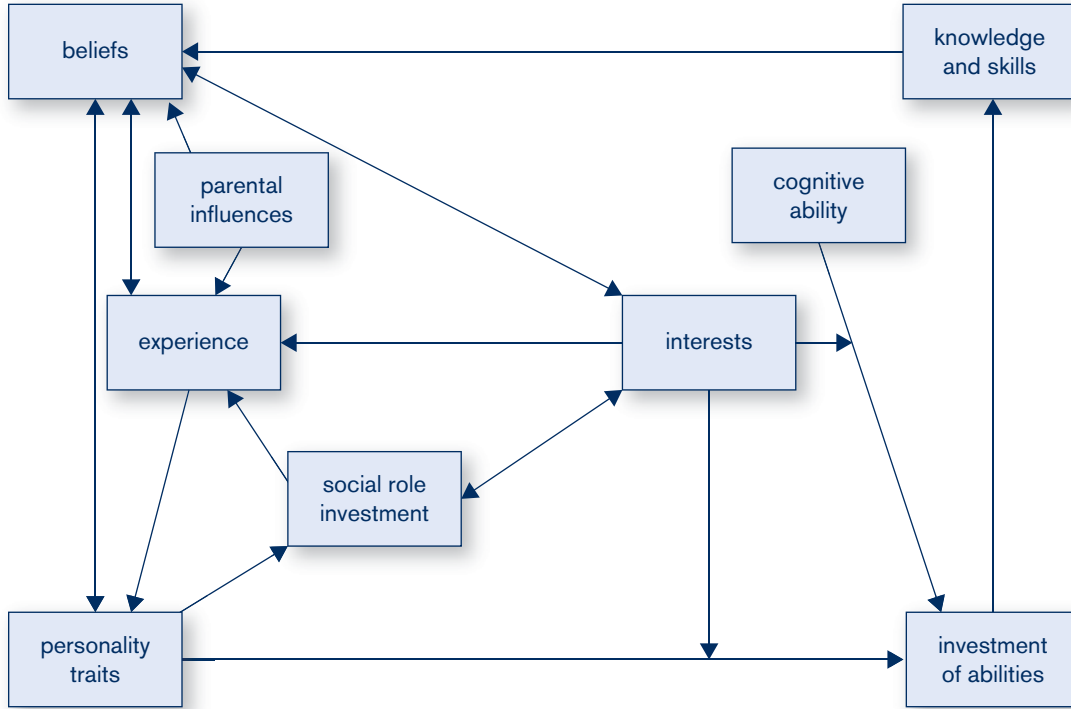 beliefs
knowledge
and skills
parental
influences
cognitive
ability
experience
interests
social role
investment
personality
traits
investment
of abilities